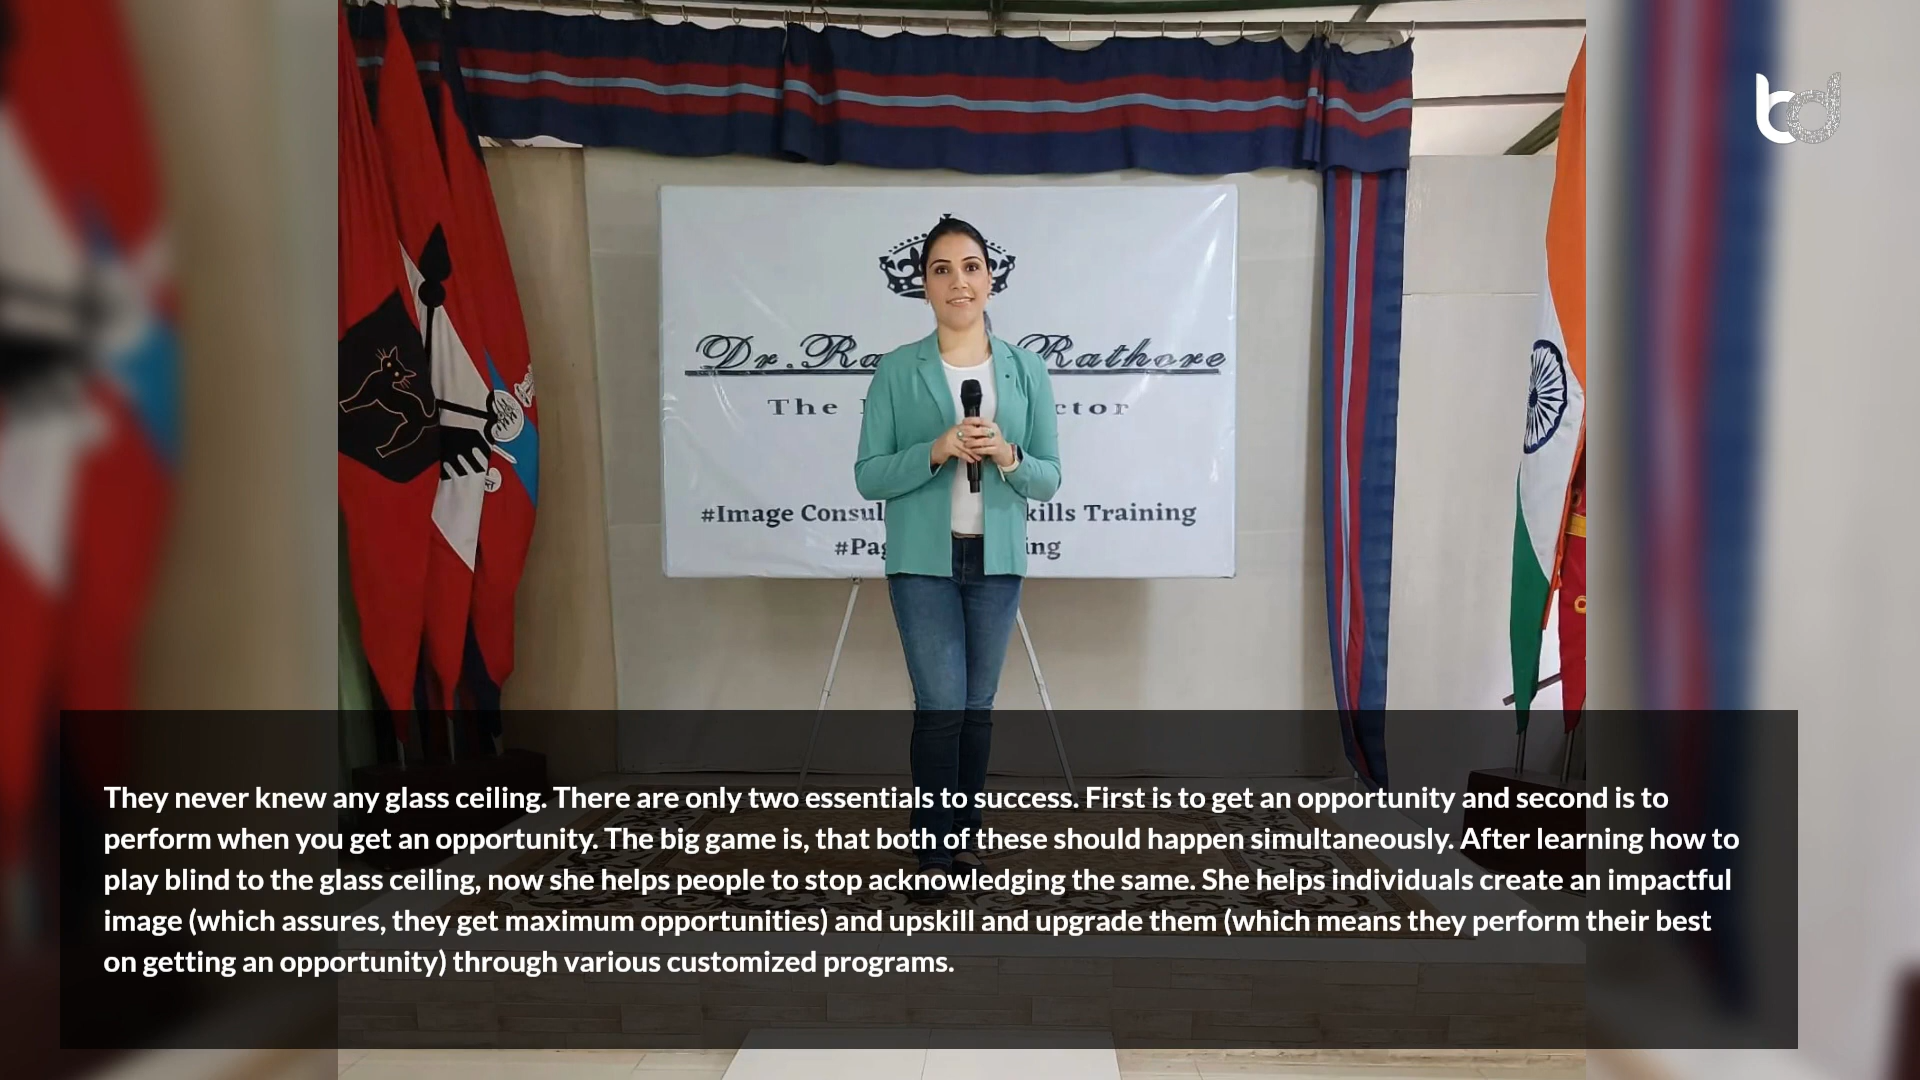 bd
Dr. Ra Rathore
The ctor
#Image Consul kills Training
#Pag ing
They never knew any glass ceiling. There are only two essentials to success. First is to get an opportunity and second is to
perform when you get an opportunity. The big game is, that both of these should happen simultaneously. After learning how to
play blind to the glass ceiling, now she helps people to stop acknowledging the same. She helps individuals create an impactful
image (which assures, they get maximum opportunities) and upskill and upgrade them (which means they perform their best
on getting an opportunity) through various customized programs.